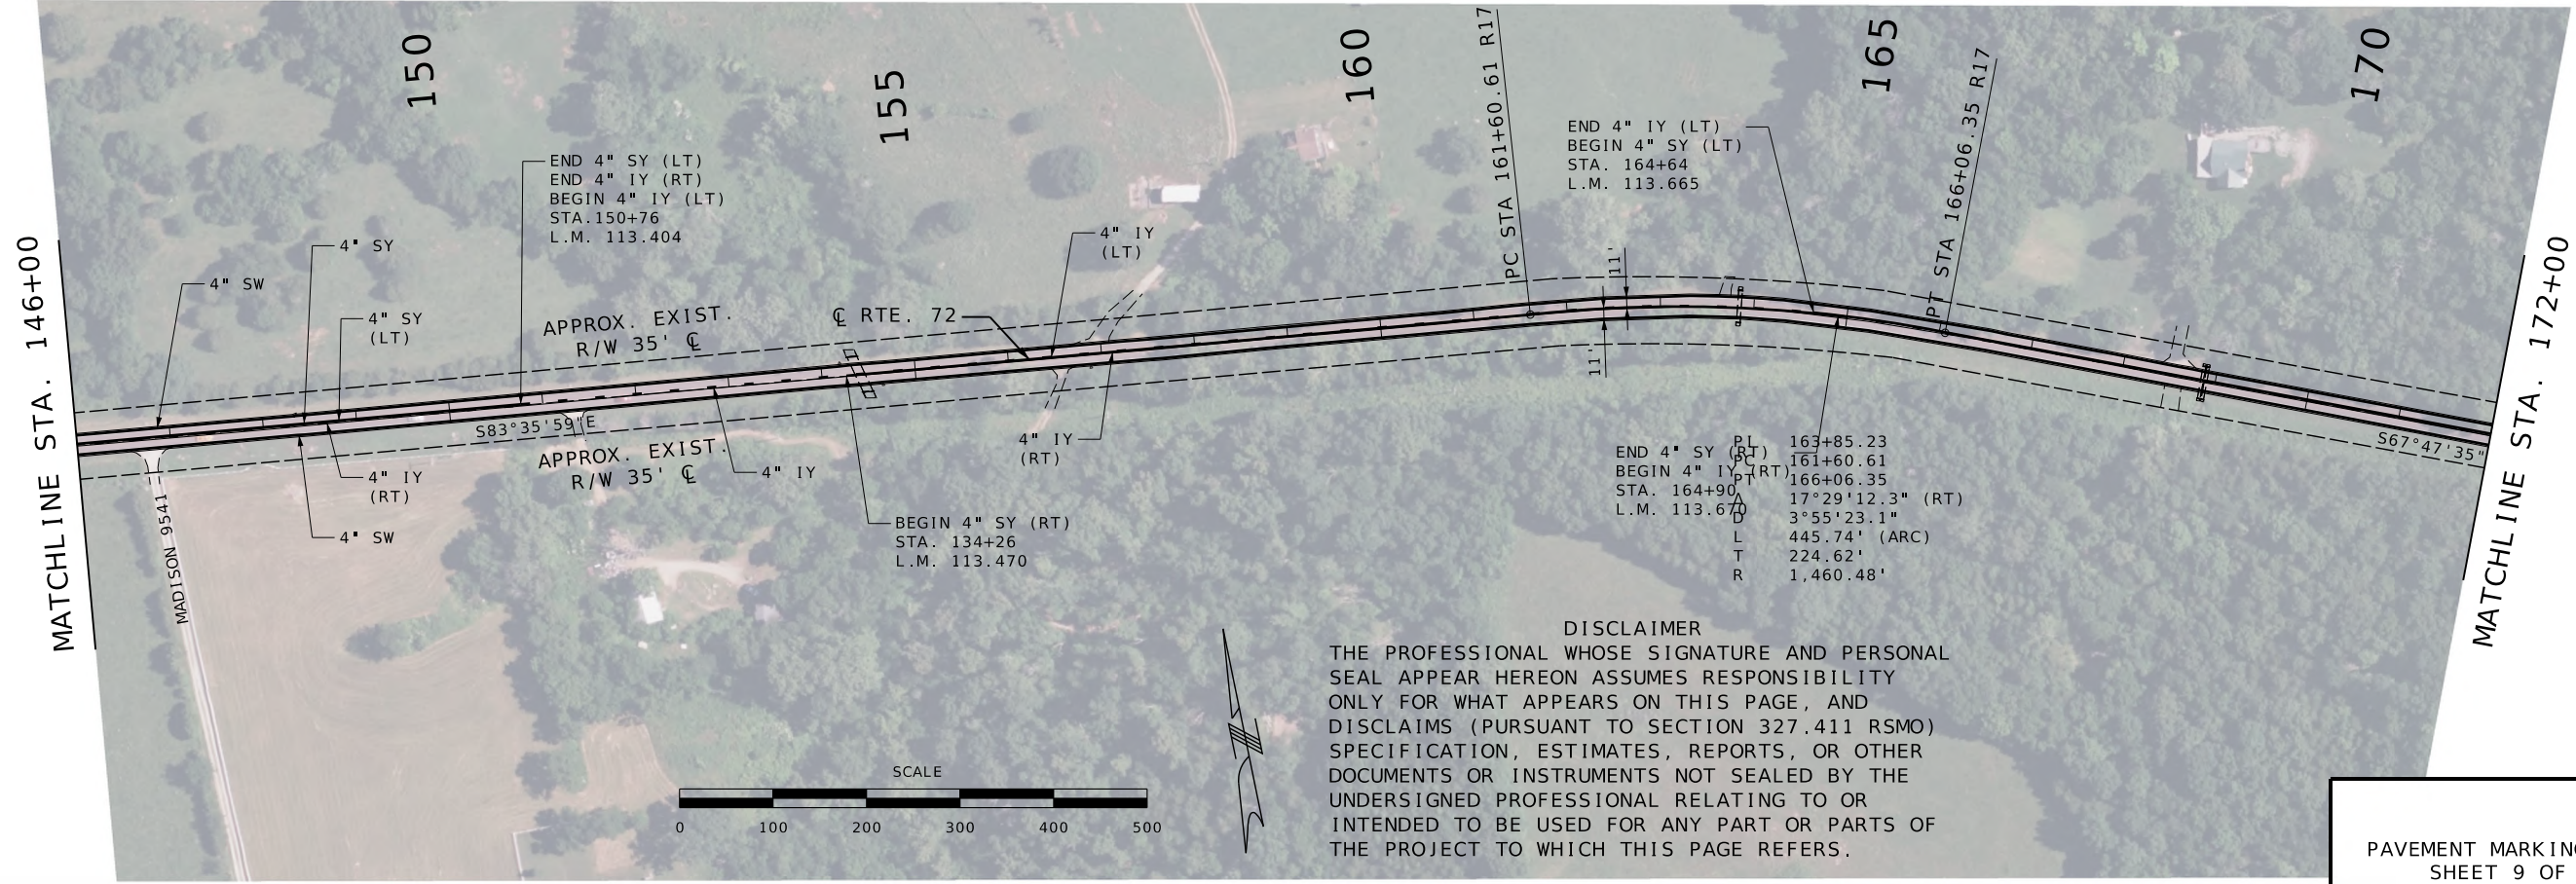 MATCHLINE STA. 146+00
150
155
160
165
170
MATCHLINE STA. 172+00
PC STA 161+60.61 R17
PT STA 166+06.35 R17
END 4" SY (LT)
END 4" IY (RT)
BEGIN 4" IY (LT)
STA.150+76
L.M. 113.404
END 4" IY (LT)
BEGIN 4" SY (LT)
STA. 164+64
L.M. 113.665
4" SW
4" SY
4" SY
(LT)
4" IY
(LT)
APPROX. EXIST.
R/W 35' ℄
℄ RTE. 72
11'
11'
S83°35'59"E
APPROX. EXIST.
R/W 35' ℄
4" IY
4" IY
(RT)
4" IY
(RT)
4" SW
MADISON 9541
BEGIN 4" SY (RT)
STA. 134+26
L.M. 113.470
END 4" SY (RT)
BEGIN 4" IY (RT)
STA. 164+90
L.M. 113.670
PI 163+85.23
PC 161+60.61
PT 166+06.35
Δ 17°29'12.3" (RT)
D 3°55'23.1"
L 445.74' (ARC)
T 224.62'
R 1,460.48'
S67°47'35"
DISCLAIMER
THE PROFESSIONAL WHOSE SIGNATURE AND PERSONAL
SEAL APPEAR HEREON ASSUMES RESPONSIBILITY
ONLY FOR WHAT APPEARS ON THIS PAGE, AND
DISCLAIMS (PURSUANT TO SECTION 327.411 RSMO)
SPECIFICATION, ESTIMATES, REPORTS, OR OTHER
DOCUMENTS OR INSTRUMENTS NOT SEALED BY THE
UNDERSIGNED PROFESSIONAL RELATING TO OR
INTENDED TO BE USED FOR ANY PART OR PARTS OF
THE PROJECT TO WHICH THIS PAGE REFERS.
SCALE
0 100 200 300 400 500
PAVEMENT MARKIN
SHEET 9 OF